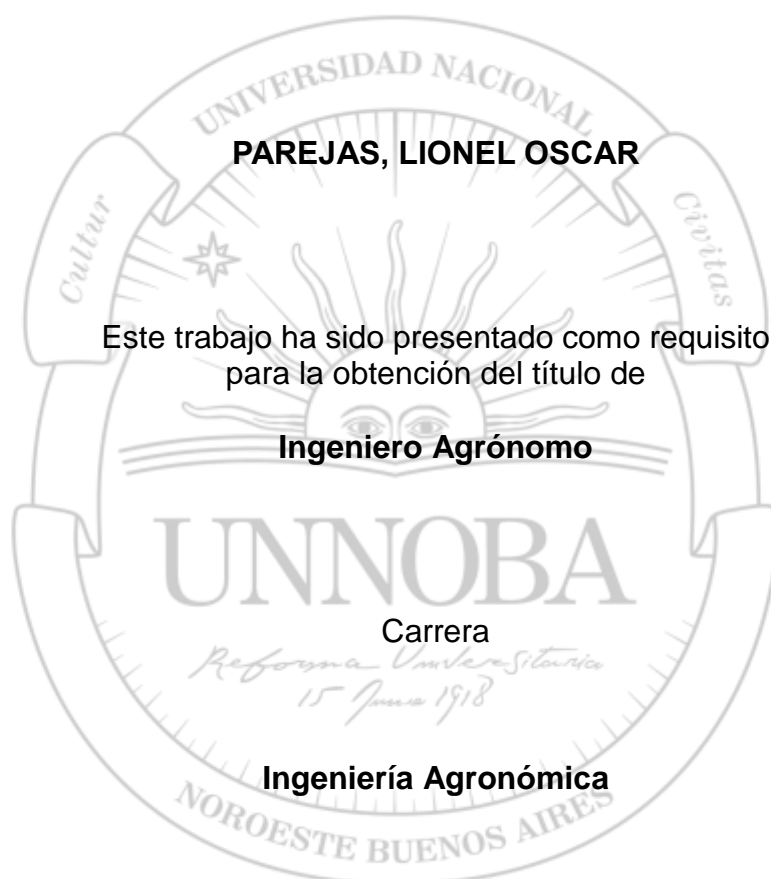 UNIVERSIDAD NACIONAL
PAREJAS, LIONEL OSCAR
Cultur
Civitas
Este trabajo ha sido presentado como requisito
para la obtención del título de
Ingeniero Agrónomo
UNNOBA
Carrera
Reforma Universitaria
15 Junio 1918
Ingeniería Agronómica
NOROESTE BUENOS AIRES